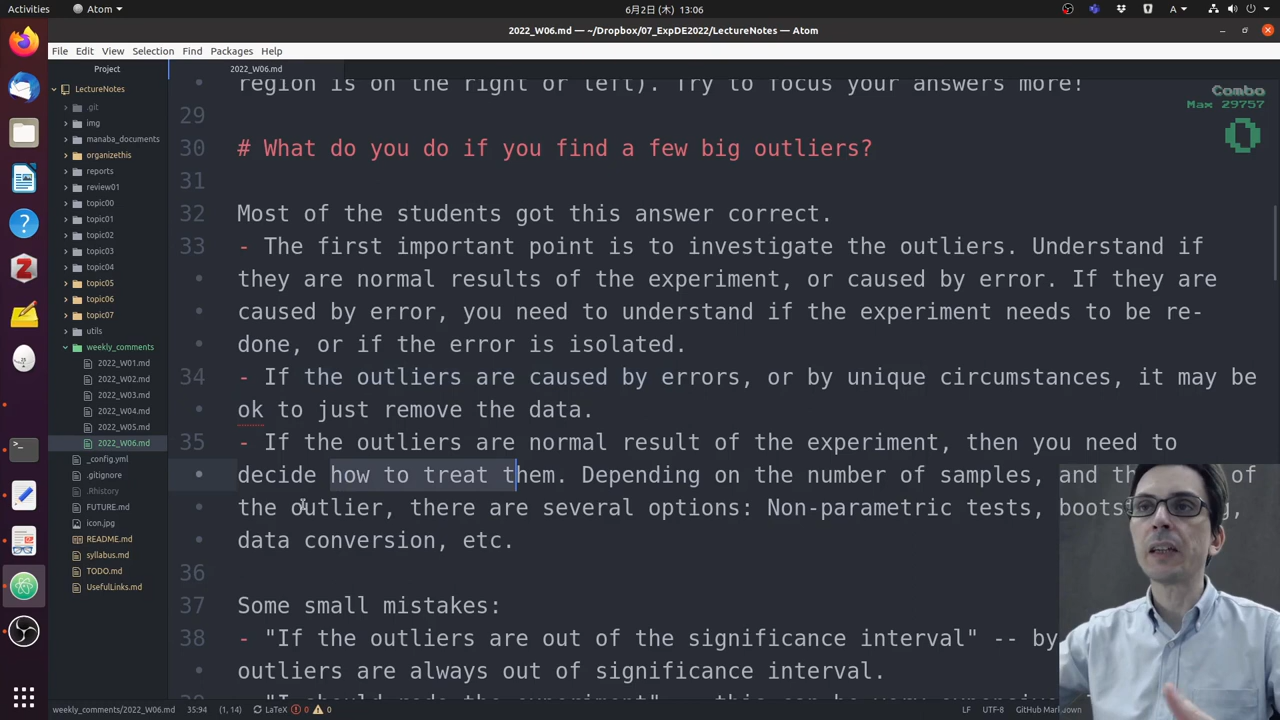 Activities
Atom
6月2日 (木) 13:06
A
2022_W06.md — ~/Dropbox/07_ExpDE2022/LectureNotes — Atom
File Edit View Selection Find Packages Help
Project
2022_W06.md
LectureNotes
.git
img
manaba_documents
organizethis
reports
review01
topic00
topic01
topic02
topic03
topic04
topic05
topic06
topic07
utils
weekly_comments
2022_W01.md
2022_W02.md
2022_W03.md
2022_W04.md
2022_W05.md
2022_W06.md
_config.yml
.gitignore
.Rhistory
FUTURE.md
icon.jpg
README.md
syllabus.md
TODO.md
UsefulLinks.md
region is on the right or left). Try to focus your answers more!
29
30 # What do you do if you find a few big outliers?
31
32 Most of the students got this answer correct.
33 - The first important point is to investigate the outliers. Understand if
they are normal results of the experiment, or caused by error. If they are
caused by error, you need to understand if the experiment needs to be re-
done, or if the error is isolated.
34 - If the outliers are caused by errors, or by unique circumstances, it may be
ok to just remove the data.
35 - If the outliers are normal result of the experiment, then you need to
decide how to treat them. Depending on the number of samples, and th of
the outlier, there are several options: Non-parametric tests, boots g,
data conversion, etc.
36
37 Some small mistakes:
38 - "If the outliers are out of the significance interval" -- by
outliers are always out of significance interval.
Combo
Max 29757
0
weekly_comments/2022_W06.md
35:94
(1, 14)
LaTeX
0
0
LF
UTF-8
GitHub Markdown